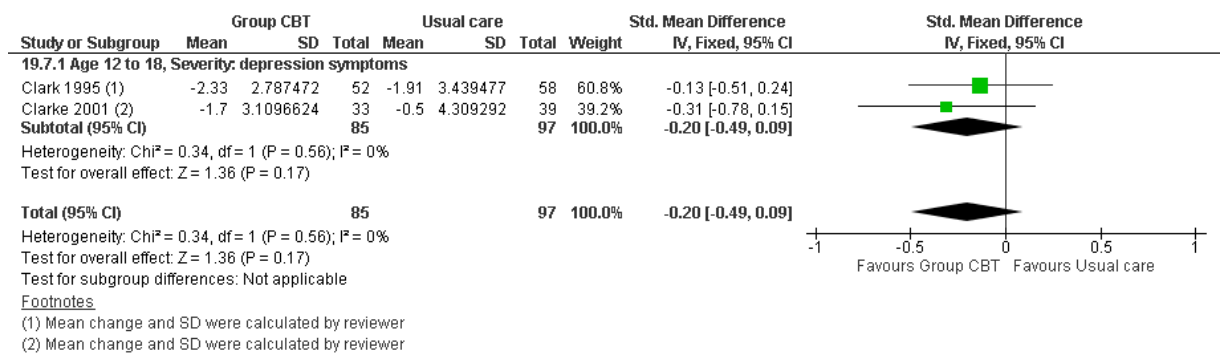 Group CBT Usual care Std. Mean Difference Std. Mean Difference
Study or Subgroup Mean SD Total Mean SD Total Weight IV, Fixed, 95% CI IV, Fixed, 95% CI
19.7.1 Age 12 to 18, Severity: depression symptoms
Clark 1995 (1) -2.33 2.787472 52 -1.91 3.439477 58 60.8% -0.13 [-0.51, 0.24]
Clarke 2001 (2) -1.7 3.1096624 33 -0.5 4.309292 39 39.2% -0.31 [-0.78, 0.15]
Subtotal (95% CI) 85 97 100.0% -0.20 [-0.49, 0.09]
Heterogeneity: Chi² = 0.34, df = 1 (P = 0.56); I² = 0%
Test for overall effect: Z = 1.36 (P = 0.17)
Total (95% CI) 85 97 100.0% -0.20 [-0.49, 0.09]
Heterogeneity: Chi² = 0.34, df = 1 (P = 0.56); I² = 0%
Test for overall effect: Z = 1.36 (P = 0.17)
Test for subgroup differences: Not applicable
-1 -0.5 0 0.5 1
Favours Group CBT Favours Usual care
Footnotes
(1) Mean change and SD were calculated by reviewer
(2) Mean change and SD were calculated by reviewer